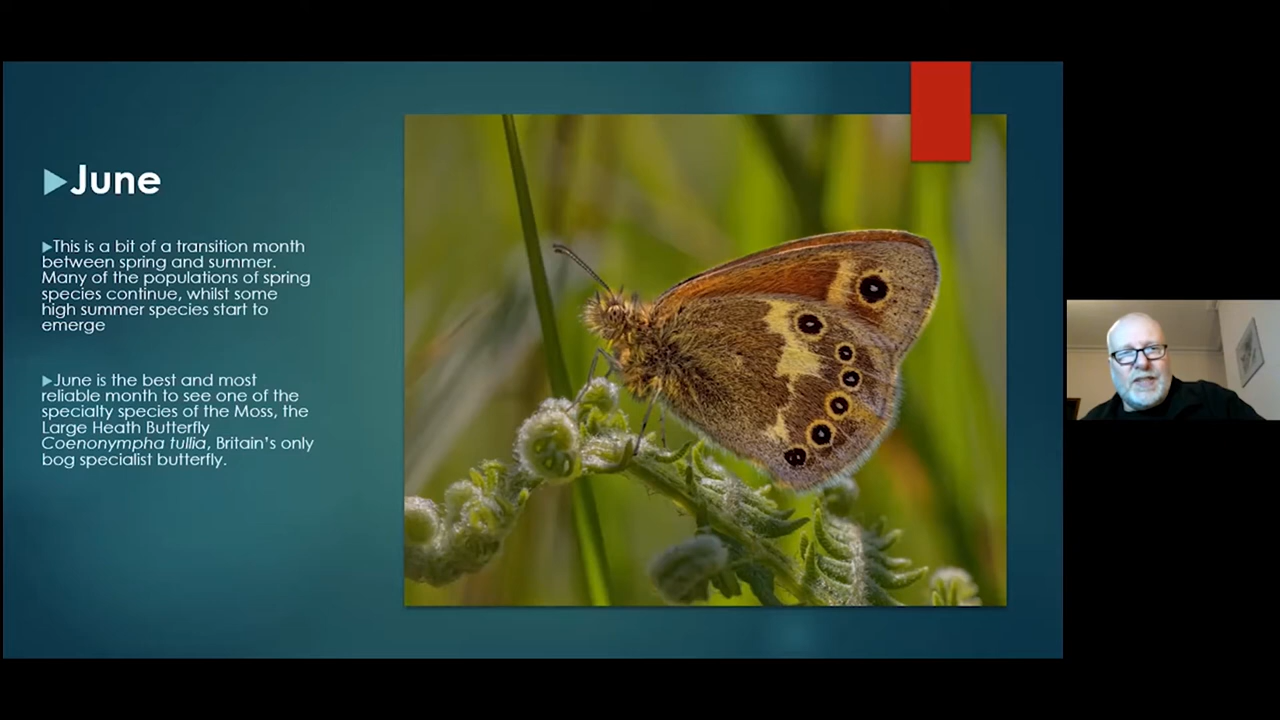 June
This is a bit of a transition month
between spring and summer.
Many of the populations of spring
species continue, whilst some
high summer species start to
emerge
June is the best and most
reliable month to see one of the
specialty species of the Moss, the
Large Heath Butterfly
Coenonympha tullia, Britain's only
bog specialist butterfly.